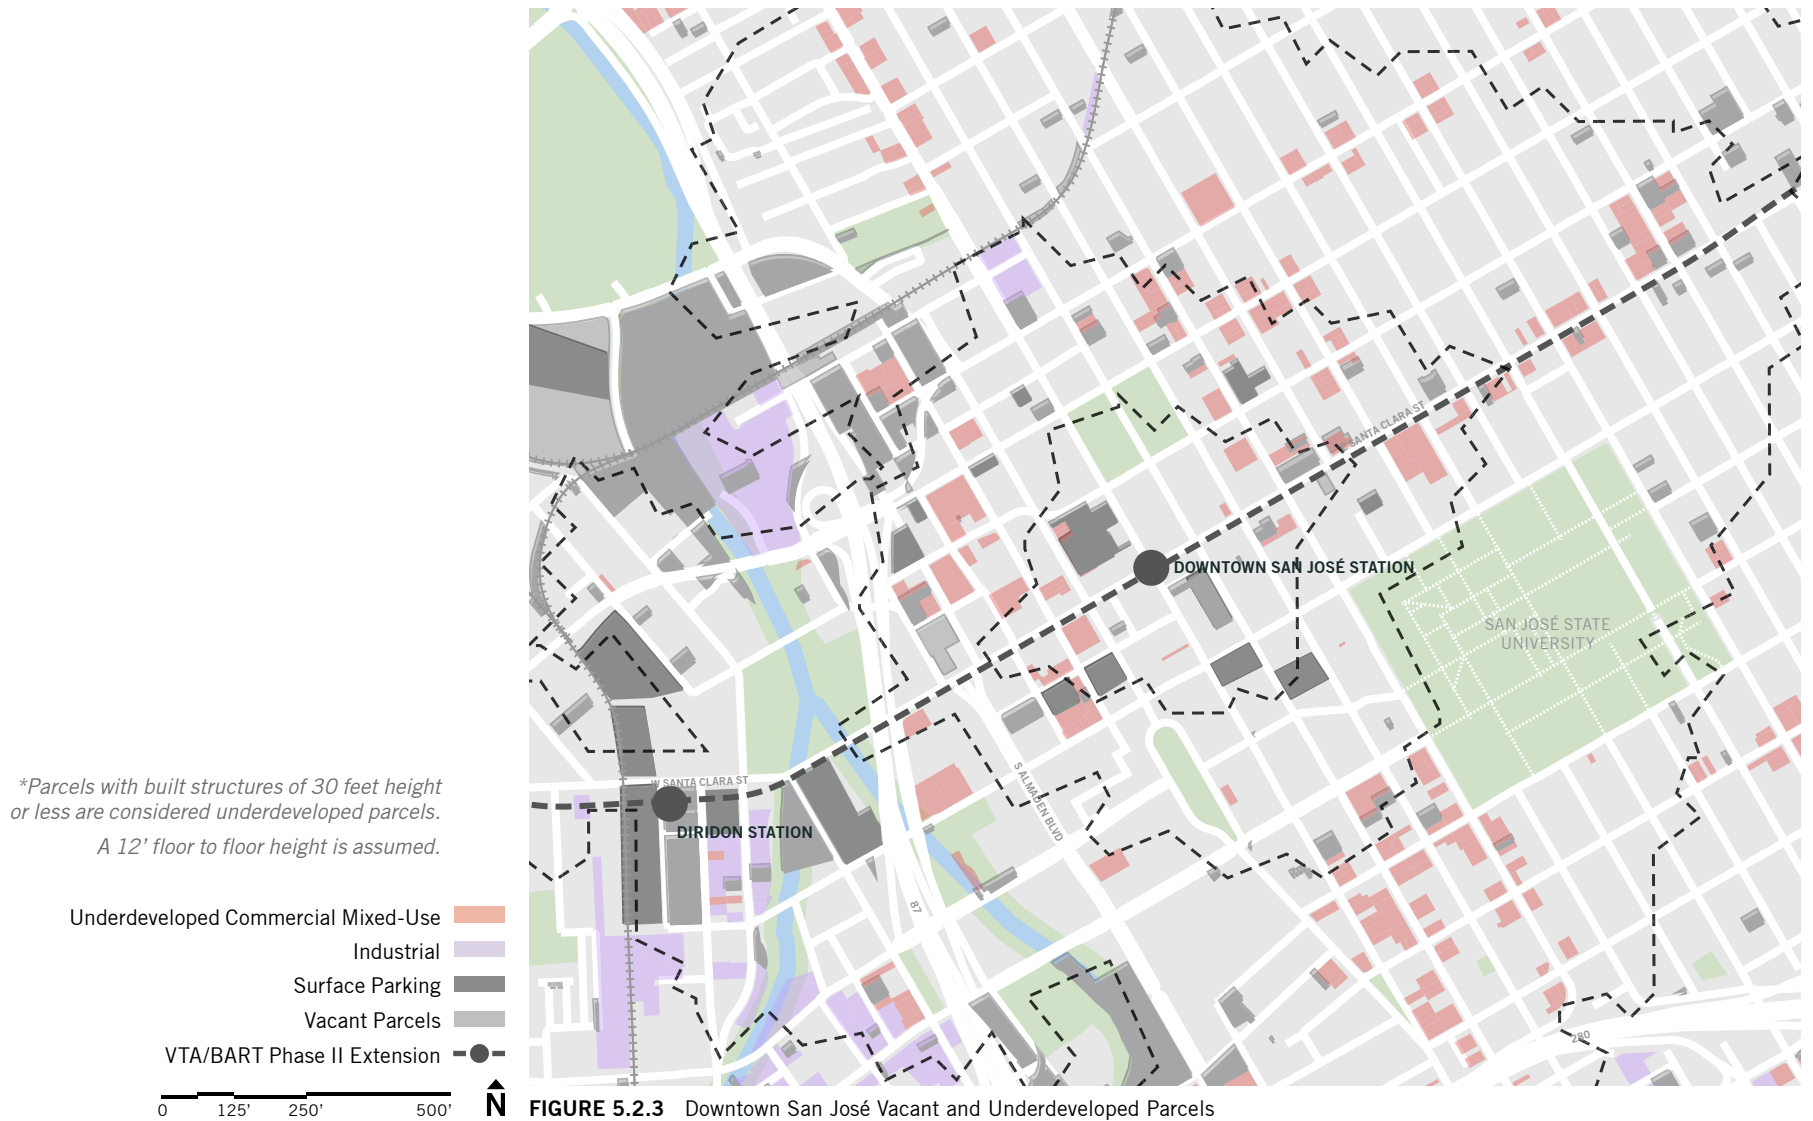 SANTA CLARA ST
DOWNTOWN SAN JOSÉ STATION
SAN JOSÉ STATE
UNIVERSITY
W SANTA CLARA ST
DIRIDON STATION
S ALMADEN BLVD
87
280
*Parcels with built structures of 30 feet height
or less are considered underdeveloped parcels.
A 12’ floor to floor height is assumed.
Underdeveloped Commercial Mixed-Use
Industrial
Surface Parking
Vacant Parcels
VTA/BART Phase II Extension
0 125’ 250’ 500’
N
FIGURE 5.2.3 Downtown San José Vacant and Underdeveloped Parcels